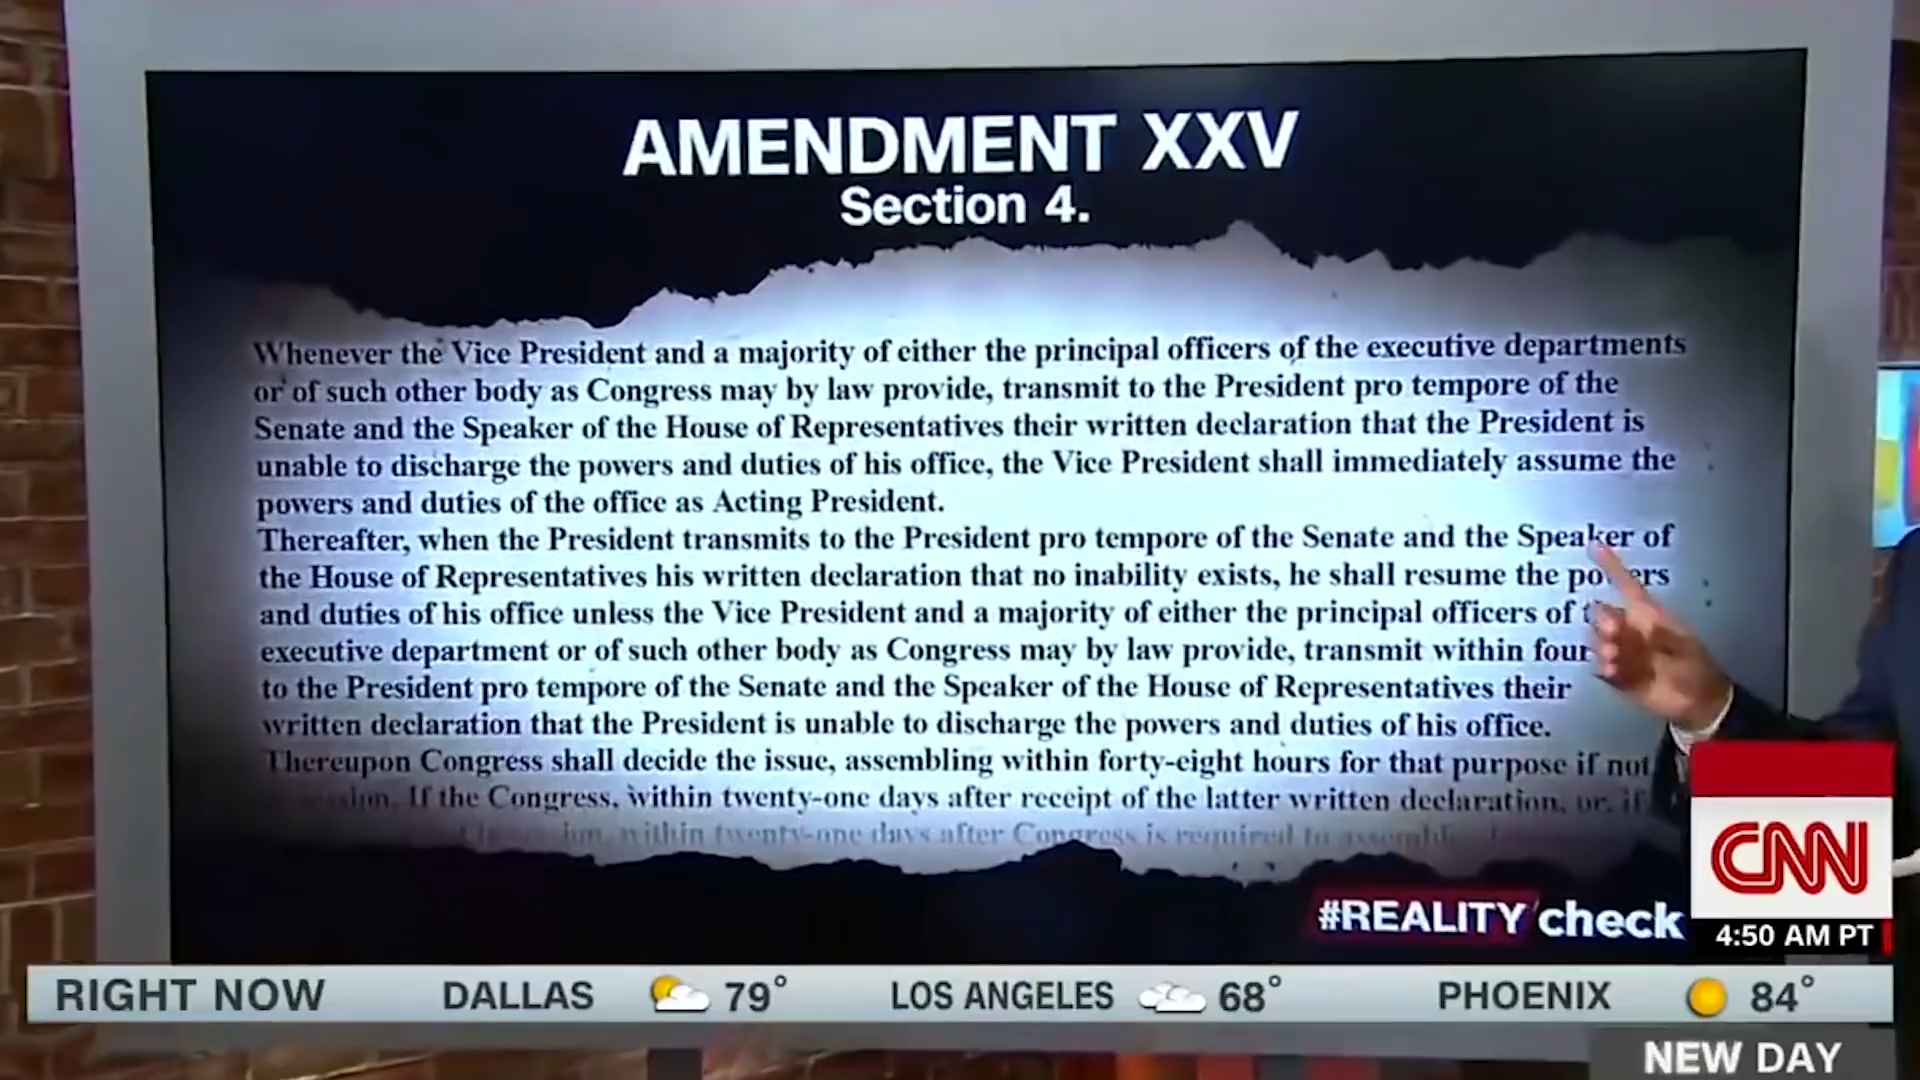 AMENDMENT XXV
Section 4.
Whenever the Vice President and a majority of either the principal officers of the executive departments
or of such other body as Congress may by law provide, transmit to the President pro tempore of the
Senate and the Speaker of the House of Representatives their written declaration that the President is
unable to discharge the powers and duties of his office, the Vice President shall immediately assume the
powers and duties of the office as Acting President.
Thereafter, when the President transmits to the President pro tempore of the Senate and the Speaker of
the House of Representatives his written declaration that no inability exists, he shall resume the powers
and duties of his office unless the Vice President and a majority of either the principal officers of
executive department or of such other body as Congress may by law provide, transmit within four
to the President pro tempore of the Senate and the Speaker of the House of Representatives their
written declaration that the President is unable to discharge the powers and duties of his office.
Thereupon Congress shall decide the issue, assembling within forty-eight hours for that purpose if not
If the Congress, within twenty-one days after receipt of the latter written declaration, or, if
within twenty-one days after Congress is required to
#REALITY check
CNN
4:50 AM PT
RIGHT NOW DALLAS 79° LOS ANGELES 68° PHOENIX 84°
NEW DAY